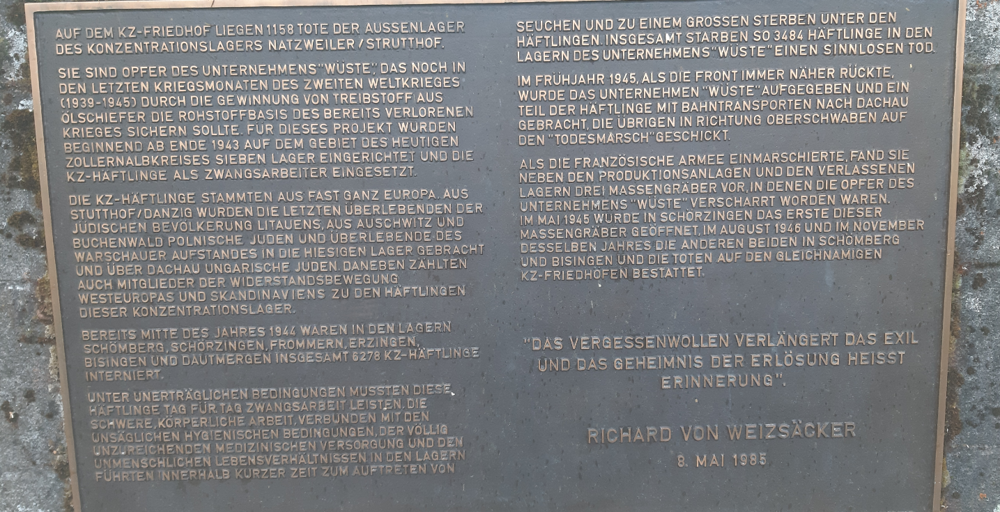 AUF DEM KZ-FRIEDHOF LIEGEN 1158 TOTE DER AUSSENLAGER
DES KONZENTRATIONSLAGERS NATZWEILER/STRUTTHOF.
SIE SIND OPFER DES UNTERNEHMENS "WÜSTE", DAS NOCH IN
DEN LETZTEN KRIEGSMONATEN DES ZWEITEN WELTKRIEGES
(1939-1945) DURCH DIE GEWINNUNG VON TREIBSTOFF AUS
ÖLSCHIEFER DIE ROHSTOFFBASIS DES BEREITS VERLORENEN
KRIEGES SICHERN SOLLTE. FÜR DIESES PROJEKT WURDEN
BEGINNEND AB ENDE 1943 AUF DEM GEBIET DES HEUTIGEN
ZOLLERNALBKREISES SIEBEN LAGER EINGERICHTET UND DIE
KZ-HÄFTLINGE ALS ZWANGSARBEITER EINGESETZT.
DIE KZ-HÄFTLINGE STAMMTEN AUS FAST GANZ EUROPA. AUS
STUTTHOF/DANZIG WURDEN DIE LETZTEN ÜBERLEBENDEN DER
JÜDISCHEN BEVÖLKERUNG LITAUENS, AUS AUSCHWITZ UND
BUCHENWALD POLNISCHE JUDEN UND ÜBERLEBENDE DES
WARSCHAUER AUFSTANDES IN DIE HIESIGEN LAGER GEBRACHT
UND ÜBER DACHAU UNGARISCHE JUDEN. DANEBEN ZÄHLTEN
AUCH MITGLIEDER DER WIDERSTANDSBEWEGUNG
WESTEUROPAS UND SKANDINAVIENS ZU DEN HÄFTLINGEN
DIESER KONZENTRATIONSLAGER.
BEREITS MITTE DES JAHRES 1944 WAREN IN DEN LAGERN
SCHÖMBERG, SCHÖRZINGEN, FROMMERN, ERZINGEN,
BISINGEN UND DAUTMERGEN INSGESAMT 6278 KZ-HÄFTLINGE
INTERNIERT.
UNTER UNERTRÄGLICHEN BEDINGUNGEN MUSSTEN DIESE
HÄFTLINGE TAG FÜR TAG ZWANGSARBEIT LEISTEN. DIE
SCHWERE, KÖRPERLICHE ARBEIT, VERBUNDEN MIT DEN
UNSÄGLICHEN HYGIENISCHEN BEDINGUNGEN, DER VÖLLIG
UNZUREICHENDEN MEDIZINISCHEN VERSORGUNG UND DEN
UNMENSCHLICHEN LEBENSVERHÄLTNISSEN IN DEN LAGERN
FÜHRTEN INNERHALB KURZER ZEIT ZUM AUFTRETEN VON
SEUCHEN UND ZU EINEM GROSSEN STERBEN UNTER DEN
HÄFTLINGEN. INSGESAMT STARBEN SO 3484 HÄFTLINGE IN DEN
LAGERN DES UNTERNEHMENS "WÜSTE" EINEN SINNLOSEN TOD.
IM FRÜHJAHR 1945, ALS DIE FRONT IMMER NÄHER RÜCKTE,
WURDE DAS UNTERNEHMEN "WÜSTE" AUFGEGEBEN UND EIN
TEIL DER HÄFTLINGE MIT BAHNTRANSPORTEN NACH DACHAU
GEBRACHT, DIE ÜBRIGEN IN RICHTUNG OBERSCHWABEN AUF
DEN "TODESMARSCH" GESCHICKT.
ALS DIE FRANZÖSISCHE ARMEE EINMARSCHIERTE, FAND SIE
NEBEN DEN PRODUKTIONSANLAGEN UND DEN VERLASSENEN
LAGERN DREI MASSENGRÄBER VOR, IN DENEN DIE OPFER DES
UNTERNEHMENS "WÜSTE" VERSCHARRT WORDEN WAREN.
IM MAI 1945 WURDE IN SCHÖRZINGEN DAS ERSTE DIESER
MASSENGRÄBER GEÖFFNET, IM AUGUST 1946 UND IM NOVEMBER
DESSELBEN JAHRES DIE ANDEREN BEIDEN IN SCHÖMBERG
UND BISINGEN UND DIE TOTEN AUF DEN GLEICHNAMIGEN
KZ-FRIEDHÖFEN BESTATTET.
"DAS VERGESSENWOLLEN VERLÄNGERT DAS EXIL
UND DAS GEHEIMNIS DER ERLÖSUNG HEISST
ERINNERUNG".
RICHARD VON WEIZSÄCKER
8. MAI 1985